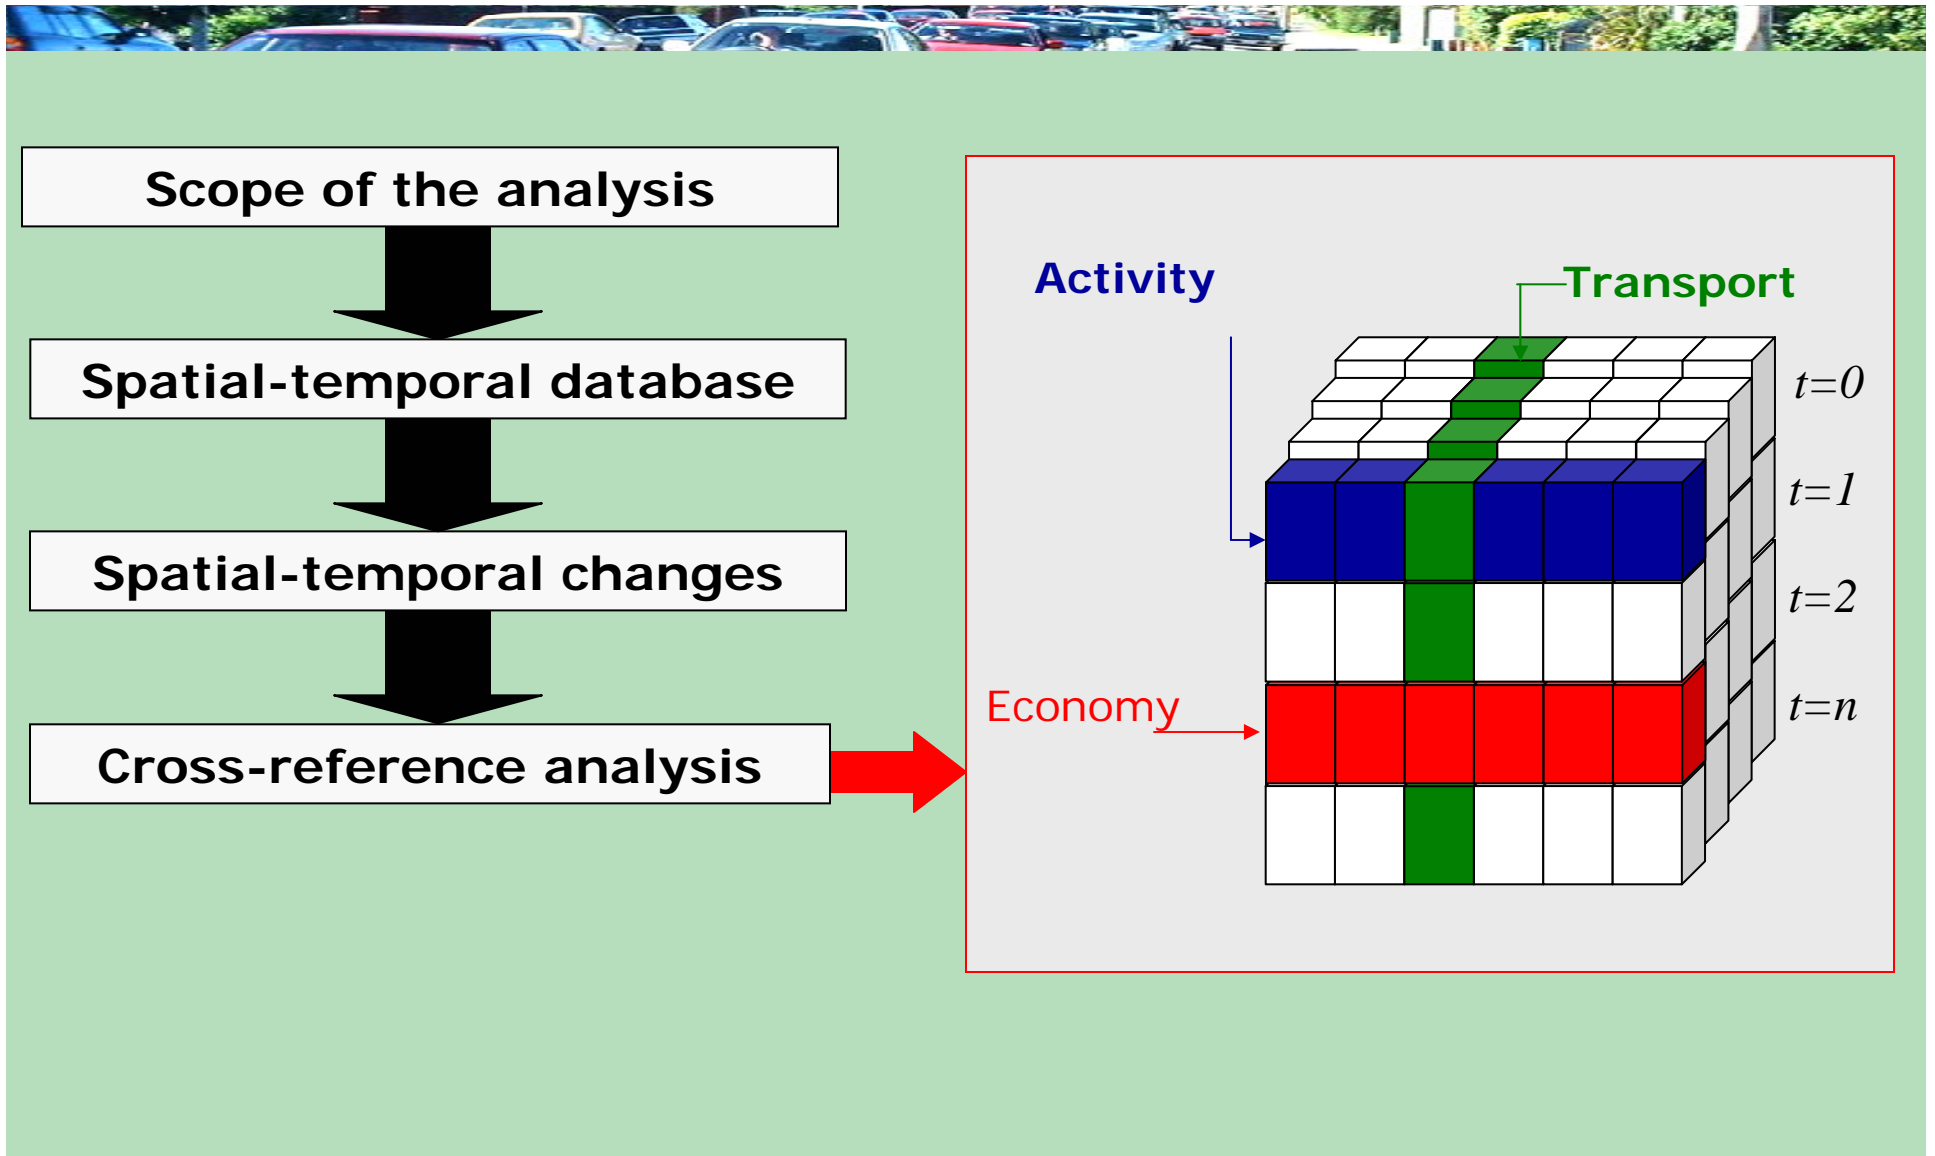 Scope of the analysis
Spatial-temporal database
Spatial-temporal changes
Cross-reference analysis
Activity
Transport
Economy
t=0
t=1
t=2
t=n